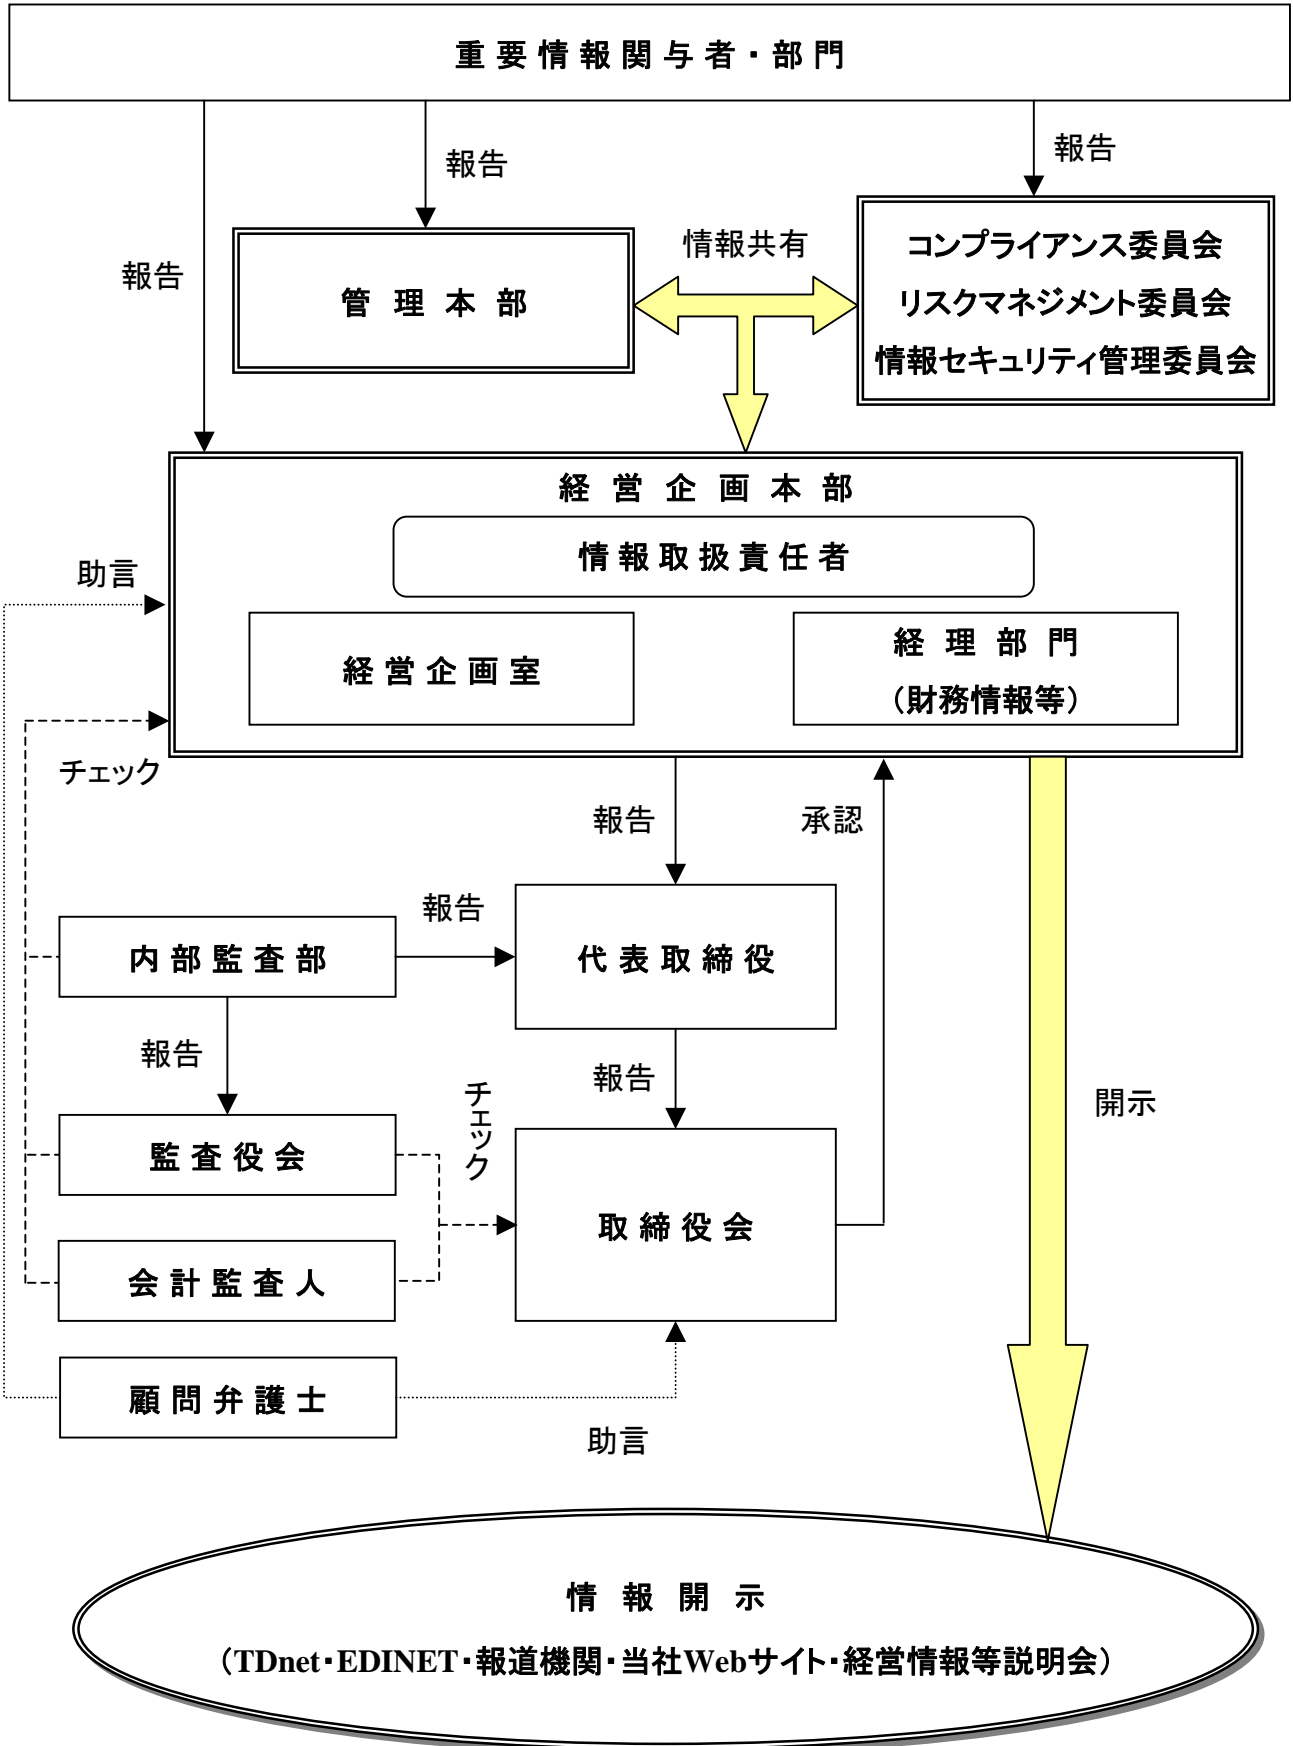 重要情報関与者・部門
報告
報告
報告
管理本部
情報共有
コンプライアンス委員会
リスクマネジメント委員会
情報セキュリティ管理委員会
経営企画本部
情報取扱責任者
助言
経営企画室
経理部門
（財務情報等）
チェック
報告
承認
内部監査部
報告
代表取締役
報告
報告
チェック
開示
監査役会
取締役会
会計監査人
顧問弁護士
助言
情報開示
（TDnet・EDINET・報道機関・当社Webサイト・経営情報等説明会）